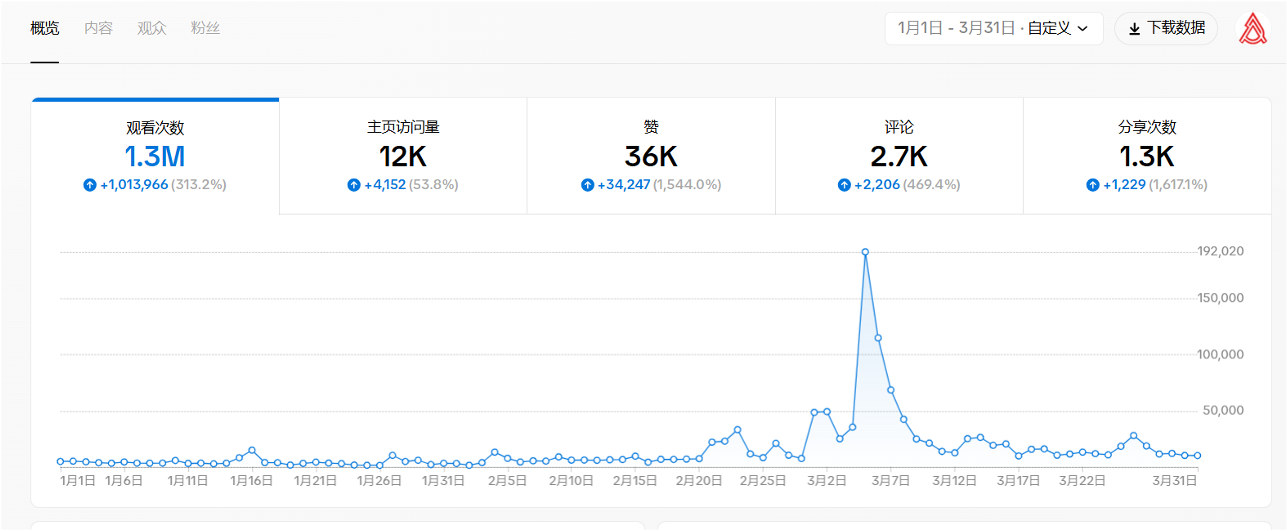 概览 内容 观众 粉丝 1月1日 - 3月31日 · 自定义 下载数据
观看次数 主页访问量 赞 评论 分享次数
1.3M 12K 36K 2.7K 1.3K
+1,013,966 (313.2%) +4,152 (53.8%) +34,247 (1,544.0%) +2,206 (469.4%) +1,229 (1,617.1%)
192,020
150,000
100,000
50,000
1月1日 1月6日 1月11日 1月16日 1月21日 1月26日 1月31日 2月5日 2月10日 2月15日 2月20日 2月25日 3月2日 3月7日 3月12日 3月17日 3月22日 3月31日